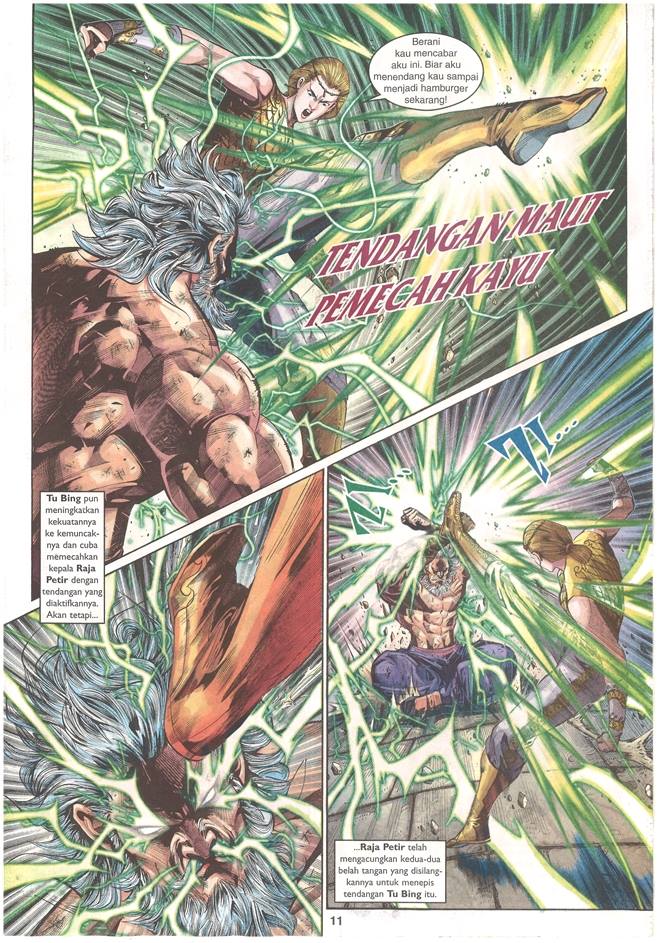 Berani
kau mencabar
aku ini. Biar aku
menendang kau sampai
menjadi hamburger
sekarang!
TENDANGAN MAUT
PEMECAH KAYU
Tu Bing pun
meningkatkan
kekuatannya
ke kemuncak-
nya dan cuba
memecahkan
kepala Raja
Petir dengan
tendangan yang
diaktifkannya.
Akan tetapi...
ZI...
ZI...
...Raja Petir telah
mengacungkan kedua-dua
belah tangan yang disilang-
kannya untuk menepis
tendangan Tu Bing itu.
11